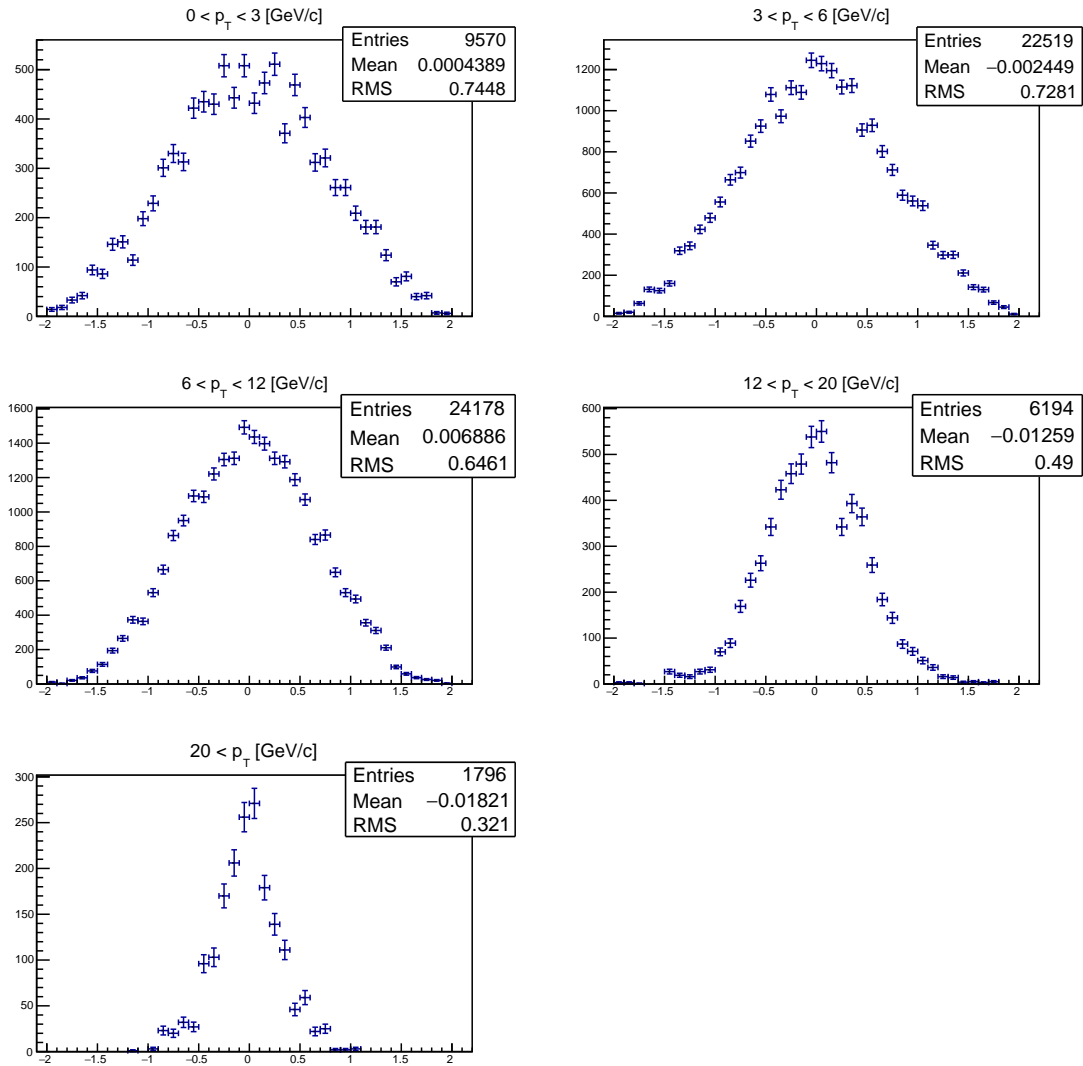 0 < p_T < 3 [GeV/c]
Entries 9570
Mean 0.0004389
RMS 0.7448
500
400
300
200
100
0
−2 −1.5 −1 −0.5 0 0.5 1 1.5 2
3 < p_T < 6 [GeV/c]
Entries 22519
Mean −0.002449
RMS 0.7281
1200
1000
800
600
400
200
0
−2 −1.5 −1 −0.5 0 0.5 1 1.5 2
6 < p_T < 12 [GeV/c]
Entries 24178
Mean 0.006886
RMS 0.6461
1600
1400
1200
1000
800
600
400
200
0
−2 −1.5 −1 −0.5 0 0.5 1 1.5 2
12 < p_T < 20 [GeV/c]
Entries 6194
Mean −0.01259
RMS 0.49
600
500
400
300
200
100
0
−2 −1.5 −1 −0.5 0 0.5 1 1.5 2
20 < p_T [GeV/c]
Entries 1796
Mean −0.01821
RMS 0.321
300
250
200
150
100
50
0
−2 −1.5 −1 −0.5 0 0.5 1 1.5 2